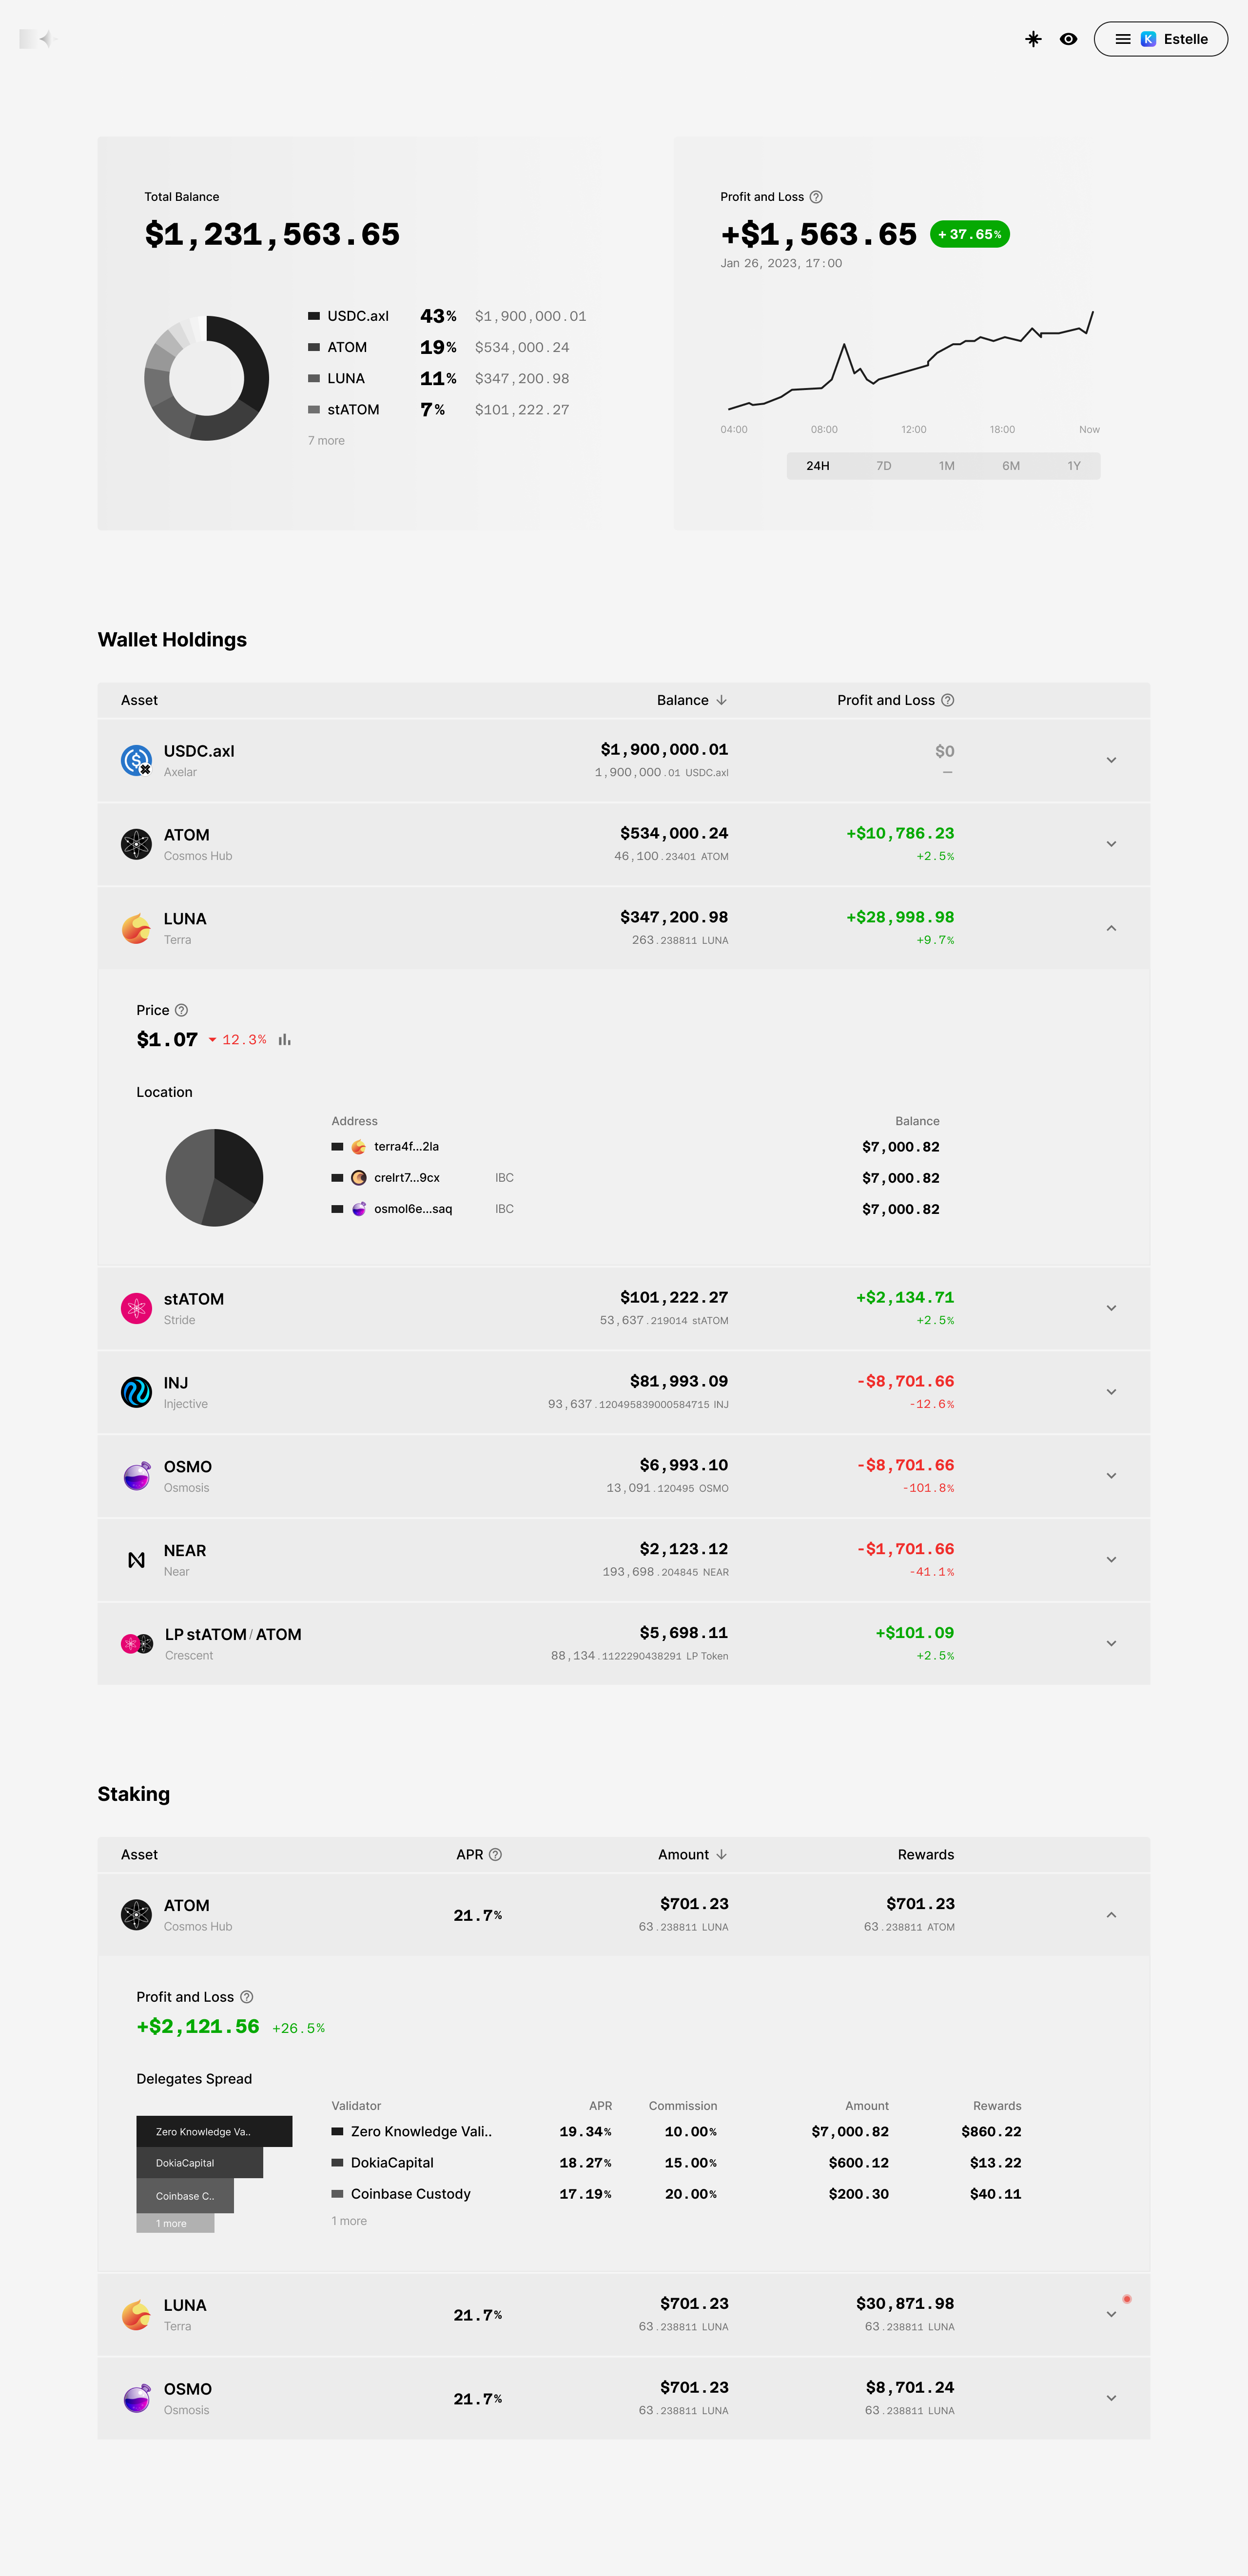 K Estelle
Total Balance
$1,231,563.65
USDC.axl 43% $1,900,000.01
ATOM 19% $534,000.24
LUNA 11% $347,200.98
stATOM 7% $101,222.27
7 more
Profit and Loss ?
+$1,563.65 + 37.65%
Jan 26, 2023, 17:00
04:00 08:00 12:00 18:00 Now
24H 7D 1M 6M 1Y
Wallet Holdings
Asset Balance Profit and Loss ?
USDC.axl $1,900,000.01 $0
Axelar 1,900,000.01 USDC.axl —
ATOM $534,000.24 +$10,786.23
Cosmos Hub 46,100.23401 ATOM +2.5%
LUNA $347,200.98 +$28,998.98
Terra 263.238811 LUNA +9.7%
Price ?
$1.07 12.3%
Location
Address Balance
terra4f...2la $7,000.82
crelrt7...9cx IBC $7,000.82
osmol6e...saq IBC $7,000.82
stATOM $101,222.27 +$2,134.71
Stride 53,637.219014 stATOM +2.5%
INJ $81,993.09 -$8,701.66
Injective 93,637.120495839000584715 INJ -12.6%
OSMO $6,993.10 -$8,701.66
Osmosis 13,091.120495 OSMO -101.8%
NEAR $2,123.12 -$1,701.66
Near 193,698.204845 NEAR -41.1%
LP stATOM / ATOM $5,698.11 +$101.09
Crescent 88,134.1122290438291 LP Token +2.5%
Staking
Asset APR ? Amount Rewards
ATOM 21.7% $701.23 $701.23
Cosmos Hub 63.238811 LUNA 63.238811 ATOM
Profit and Loss ?
+$2,121.56 +26.5%
Delegates Spread
Validator APR Commission Amount Rewards
Zero Knowledge Va.. Zero Knowledge Vali.. 19.34% 10.00% $7,000.82 $860.22
DokiaCapital DokiaCapital 18.27% 15.00% $600.12 $13.22
Coinbase C.. Coinbase Custody 17.19% 20.00% $200.30 $40.11
1 more 1 more
LUNA 21.7% $701.23 $30,871.98
Terra 63.238811 LUNA 63.238811 LUNA
OSMO 21.7% $701.23 $8,701.24
Osmosis 63.238811 LUNA 63.238811 LUNA